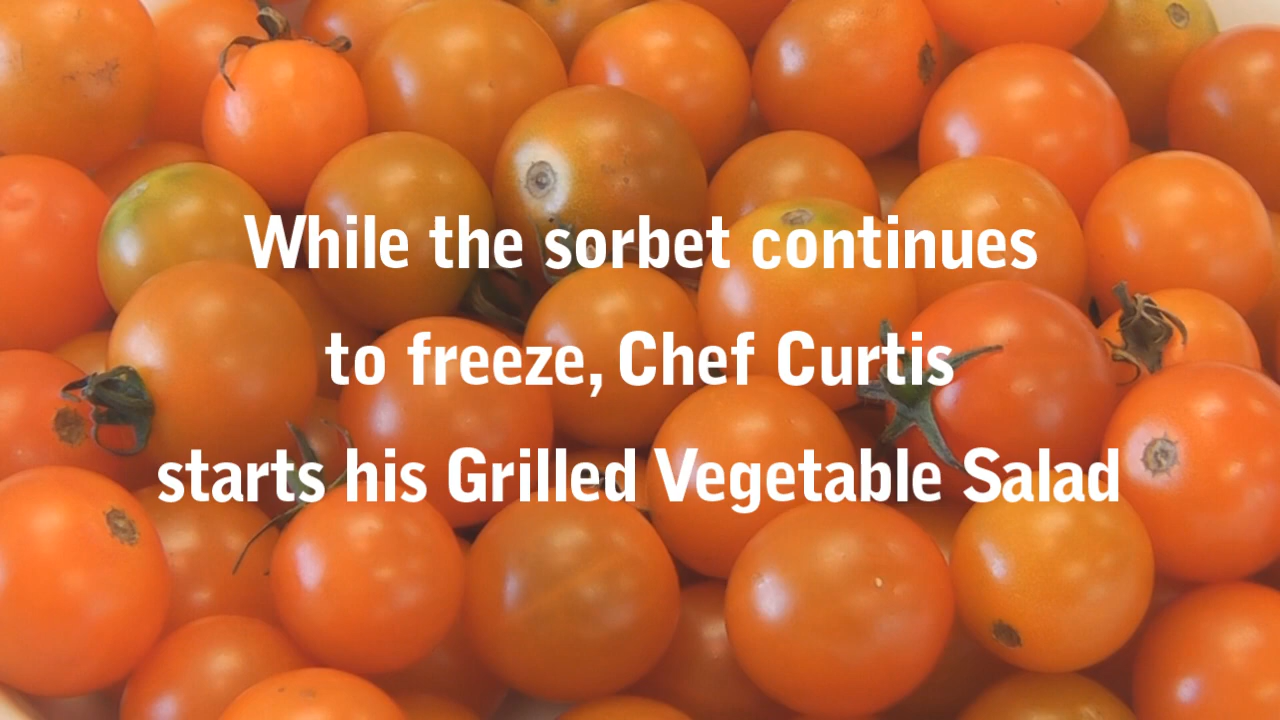 While the sorbet continues
to freeze, Chef Curtis
starts his Grilled Vegetable Salad